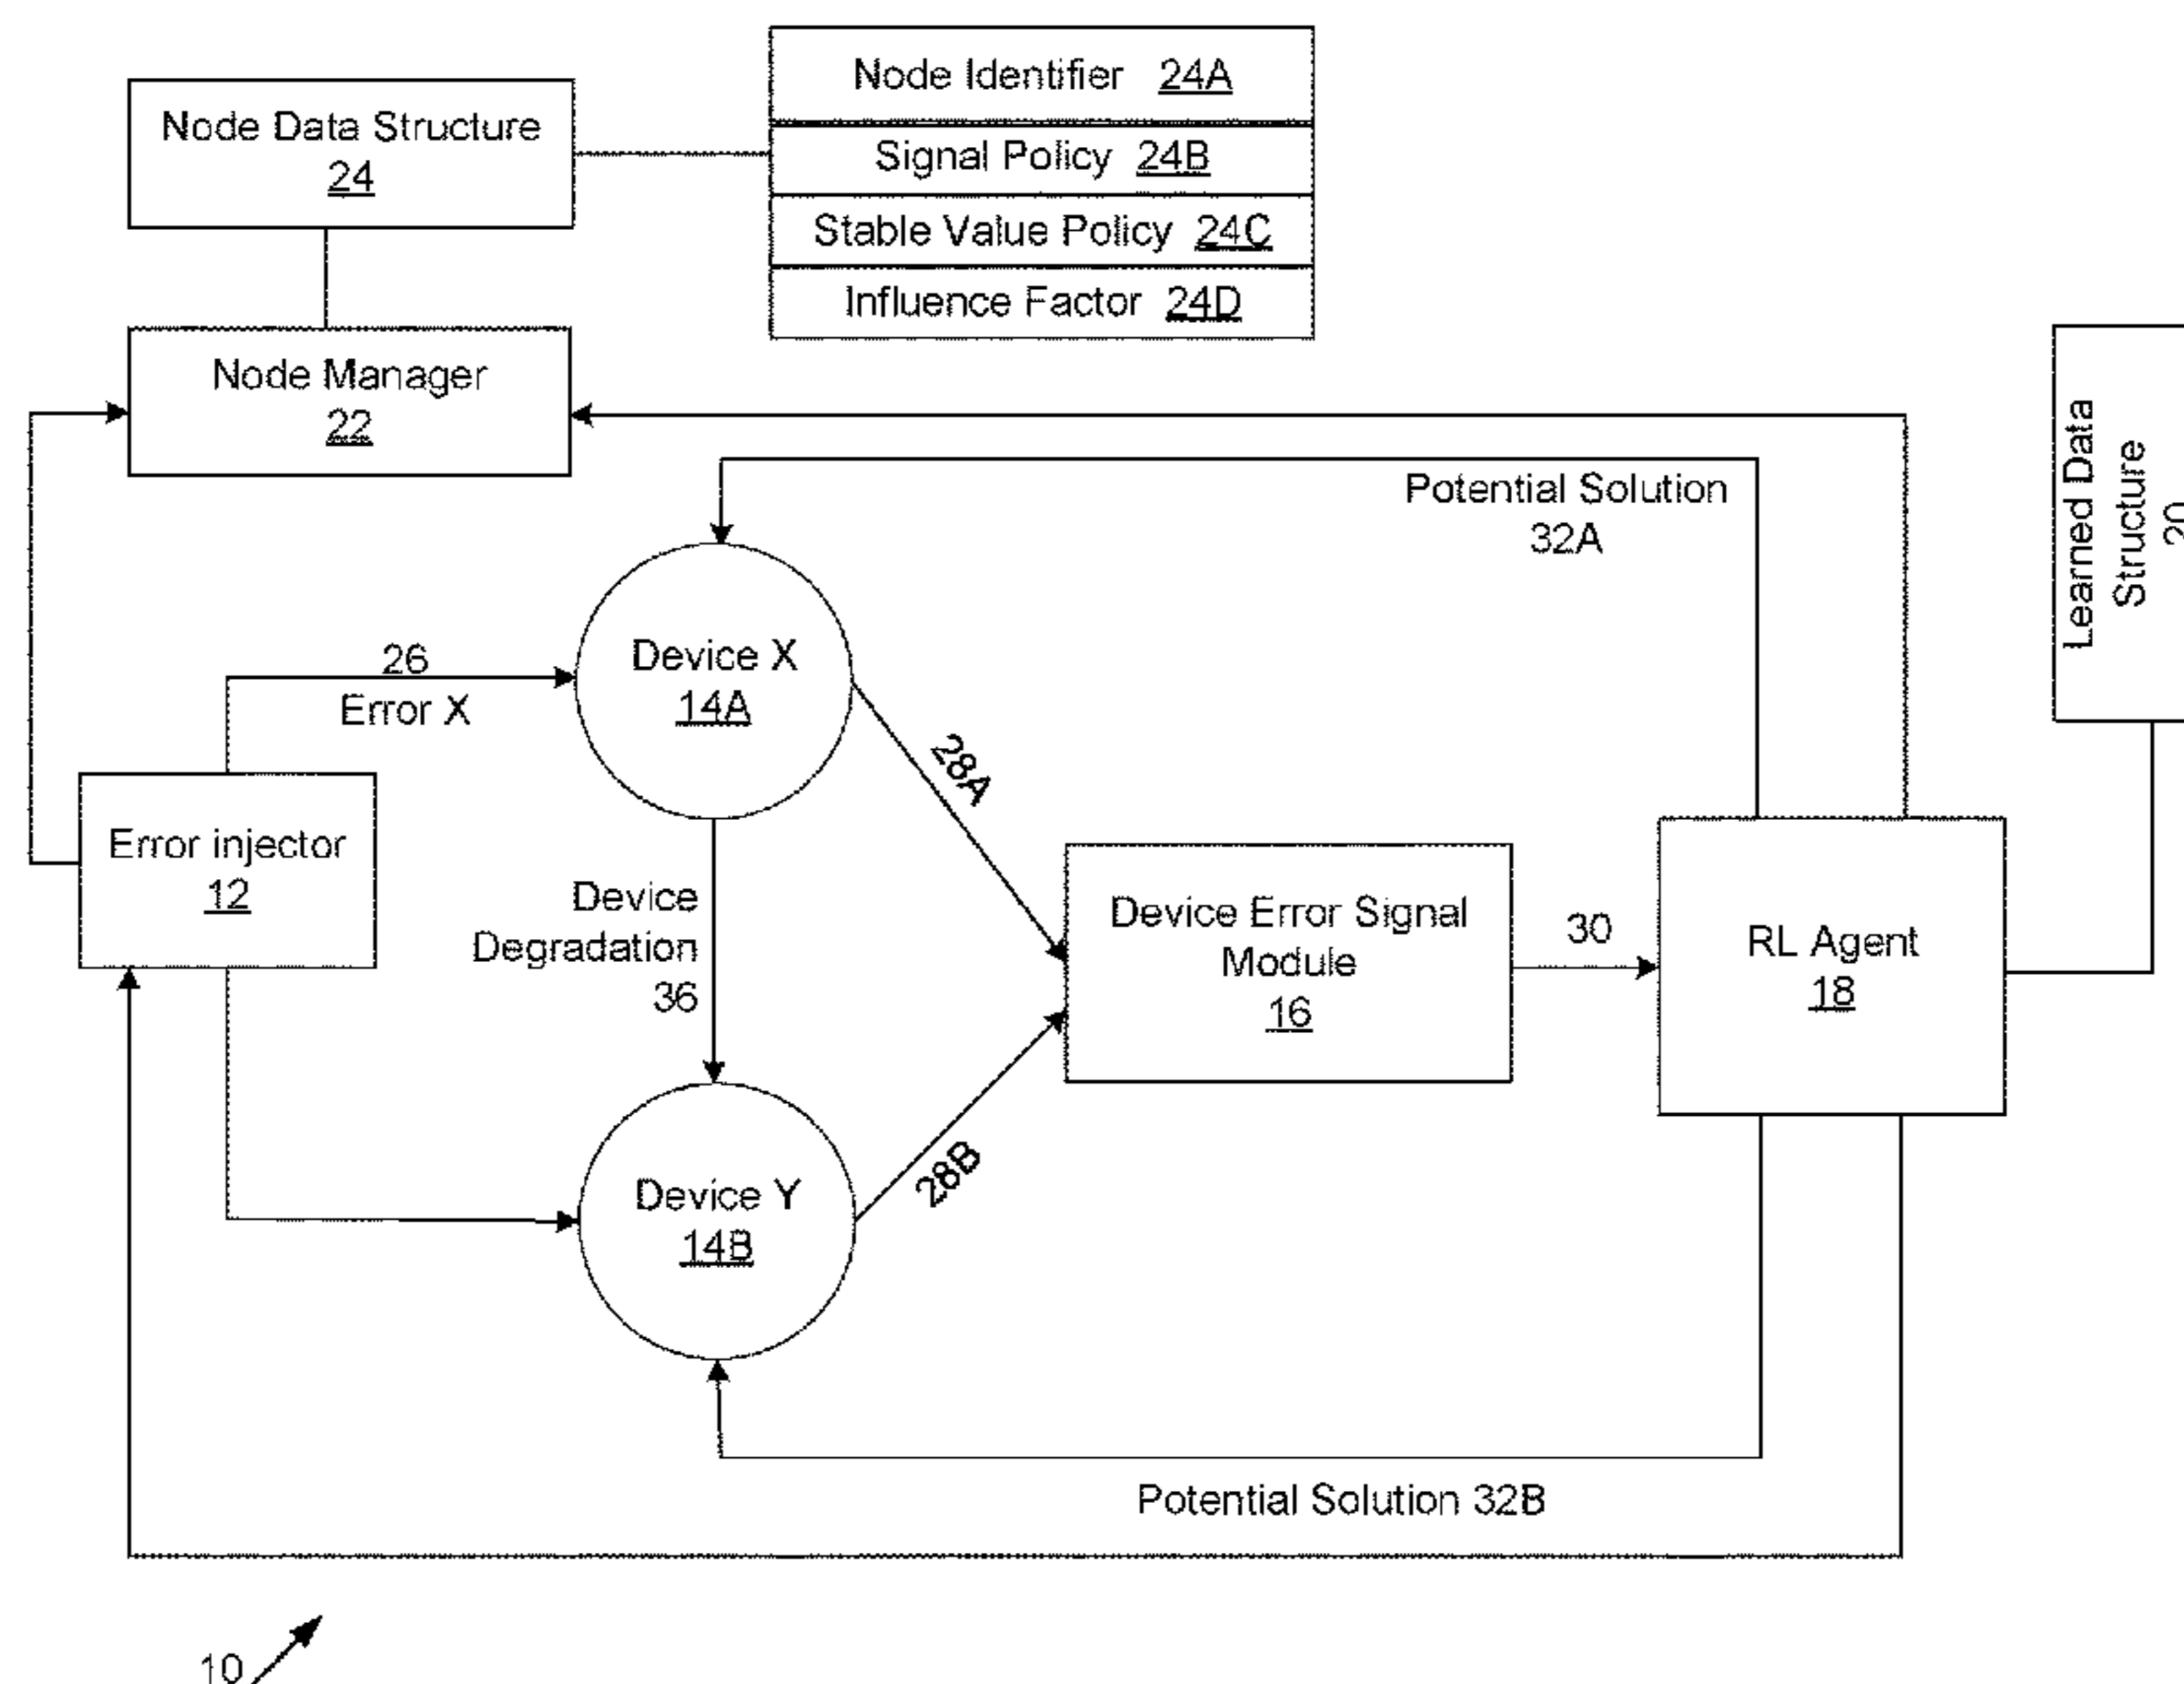 Node Identifier 24A
Node Data Structure
24
Signal Policy 24B
Stable Value Policy 24C
Influence Factor 24D
Node Manager
22
Learned Data
Structure
20
Potential Solution
32A
26
Error X
Device X
14A
28A
Error injector
12
Device
Degradation
36
Device Error Signal
Module
16
30
RL Agent
18
28B
Device Y
14B
Potential Solution 32B
10